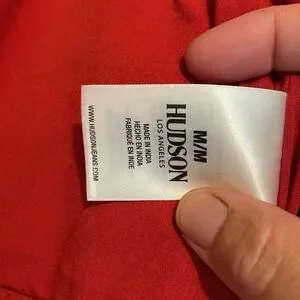 M/M
HUDSON
LOS ANGELES
MADE IN INDIA
HECHO EN INDIA
FABRIQUÉ EN INDE
WWW.HUDSONJEANS.COM